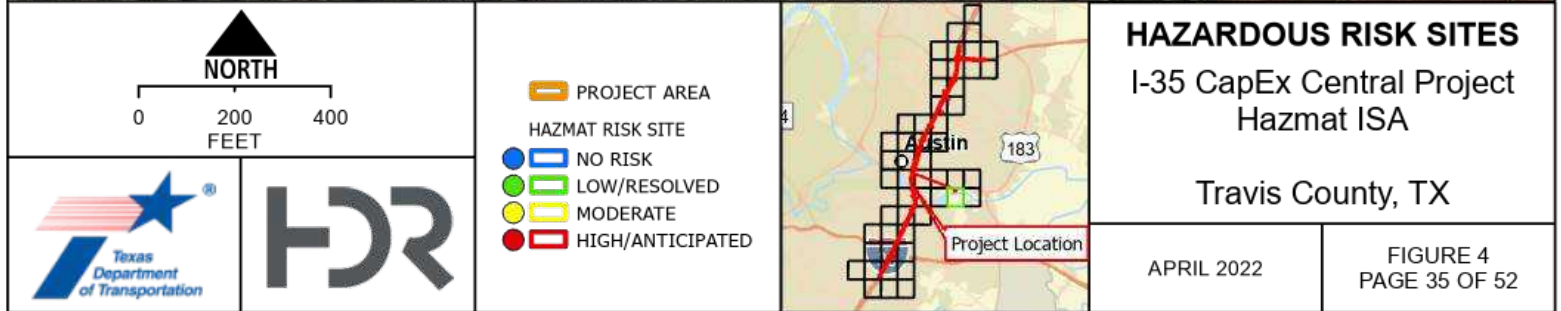 NORTH
0 200 400
FEET
Texas
Department
of Transportation
®
HDR
PROJECT AREA
HAZMAT RISK SITE
NO RISK
LOW/RESOLVED
MODERATE
HIGH/ANTICIPATED
4
Austin
183
Project Location
HAZARDOUS RISK SITES
I-35 CapEx Central Project
Hazmat ISA
Travis County, TX
APRIL 2022
FIGURE 4
PAGE 35 OF 52